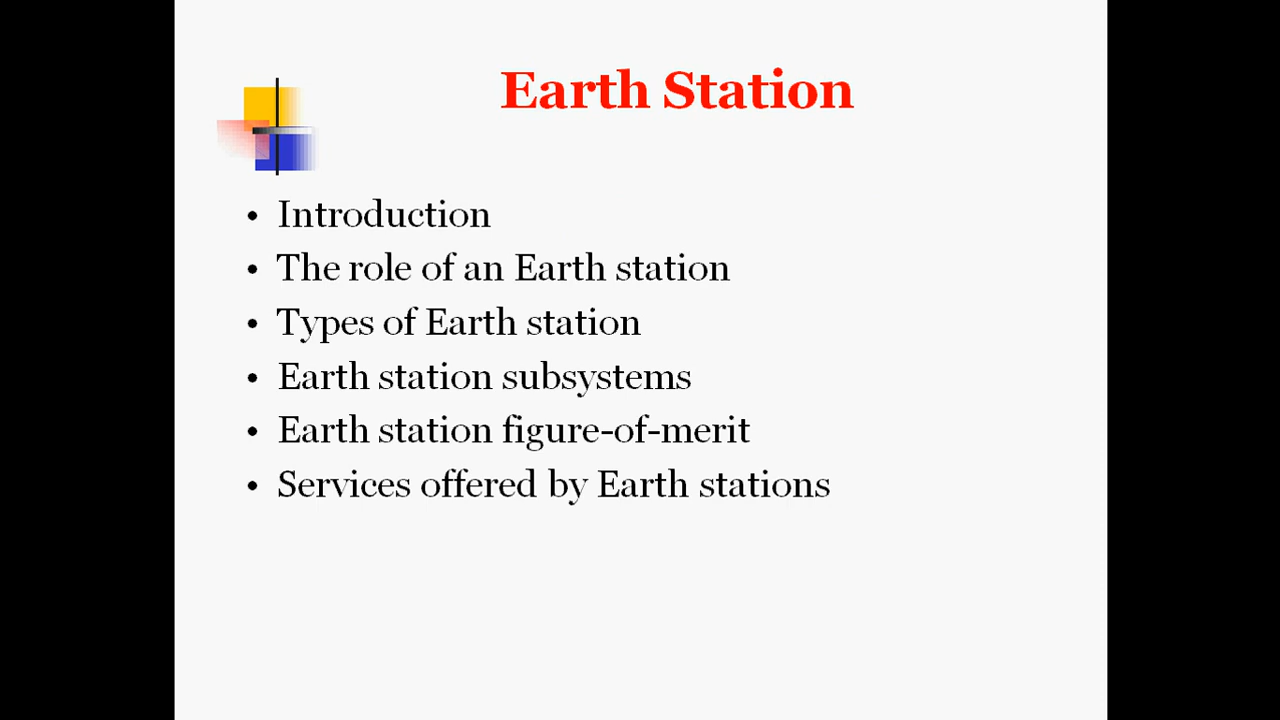 Earth Station
• Introduction
• The role of an Earth station
• Types of Earth station
• Earth station subsystems
• Earth station figure-of-merit
• Services offered by Earth stations